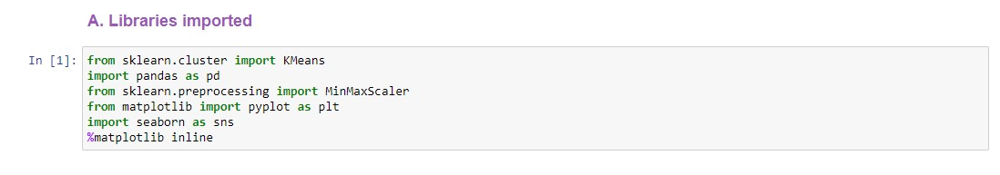 A. Libraries imported
In [1]: from sklearn.cluster import KMeans
import pandas as pd
from sklearn.preprocessing import MinMaxScaler
from matplotlib import pyplot as plt
import seaborn as sns
%matplotlib inline